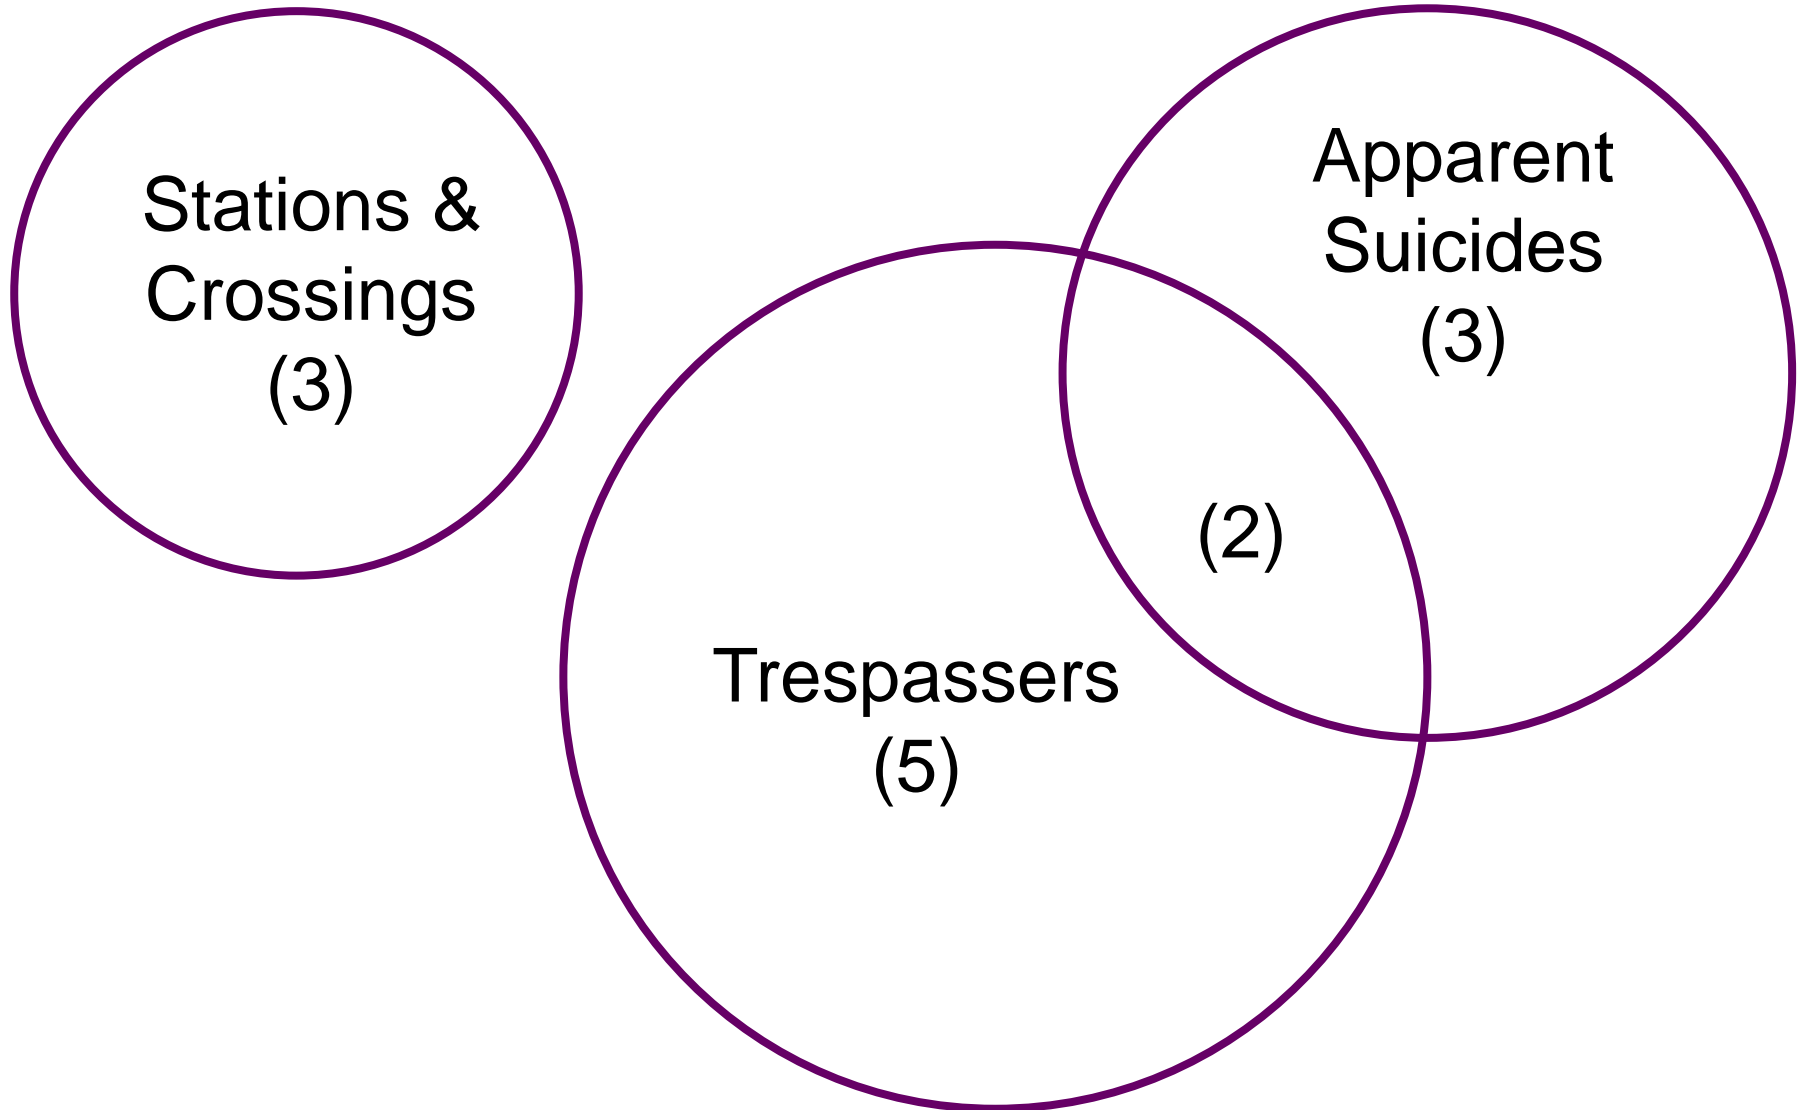 Stations &
Crossings
(3)
Apparent
Suicides
(3)
(2)
Trespassers
(5)